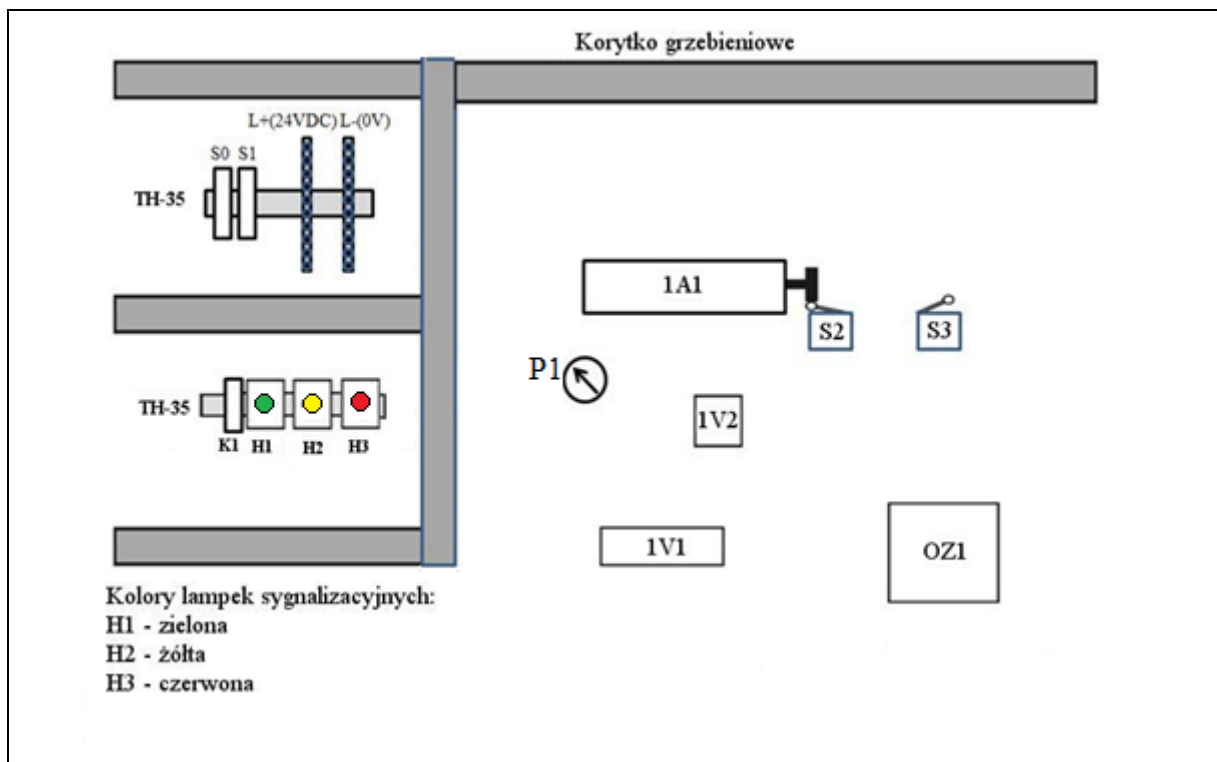 Korytko grzebieniowe
L+(24VDC) L-(0V)
S0 S1
TH-35
1A1
S2
S3
P1
TH-35
1V2
K1 H1 H2 H3
1V1
OZ1
Kolory lampek sygnalizacyjnych:
H1 - zielona
H2 - żółta
H3 - czerwona